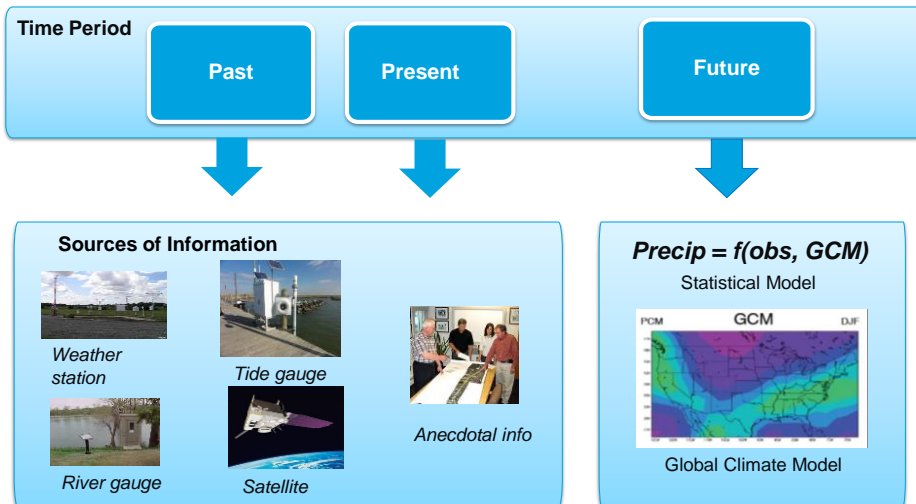 Time Period
Past
Present
Future
Sources of Information
Weather
station
Tide gauge
River gauge
Satellite
Anecdotal info
Precip = f(obs, GCM)
Statistical Model
PCM GCM DJF
Global Climate Model